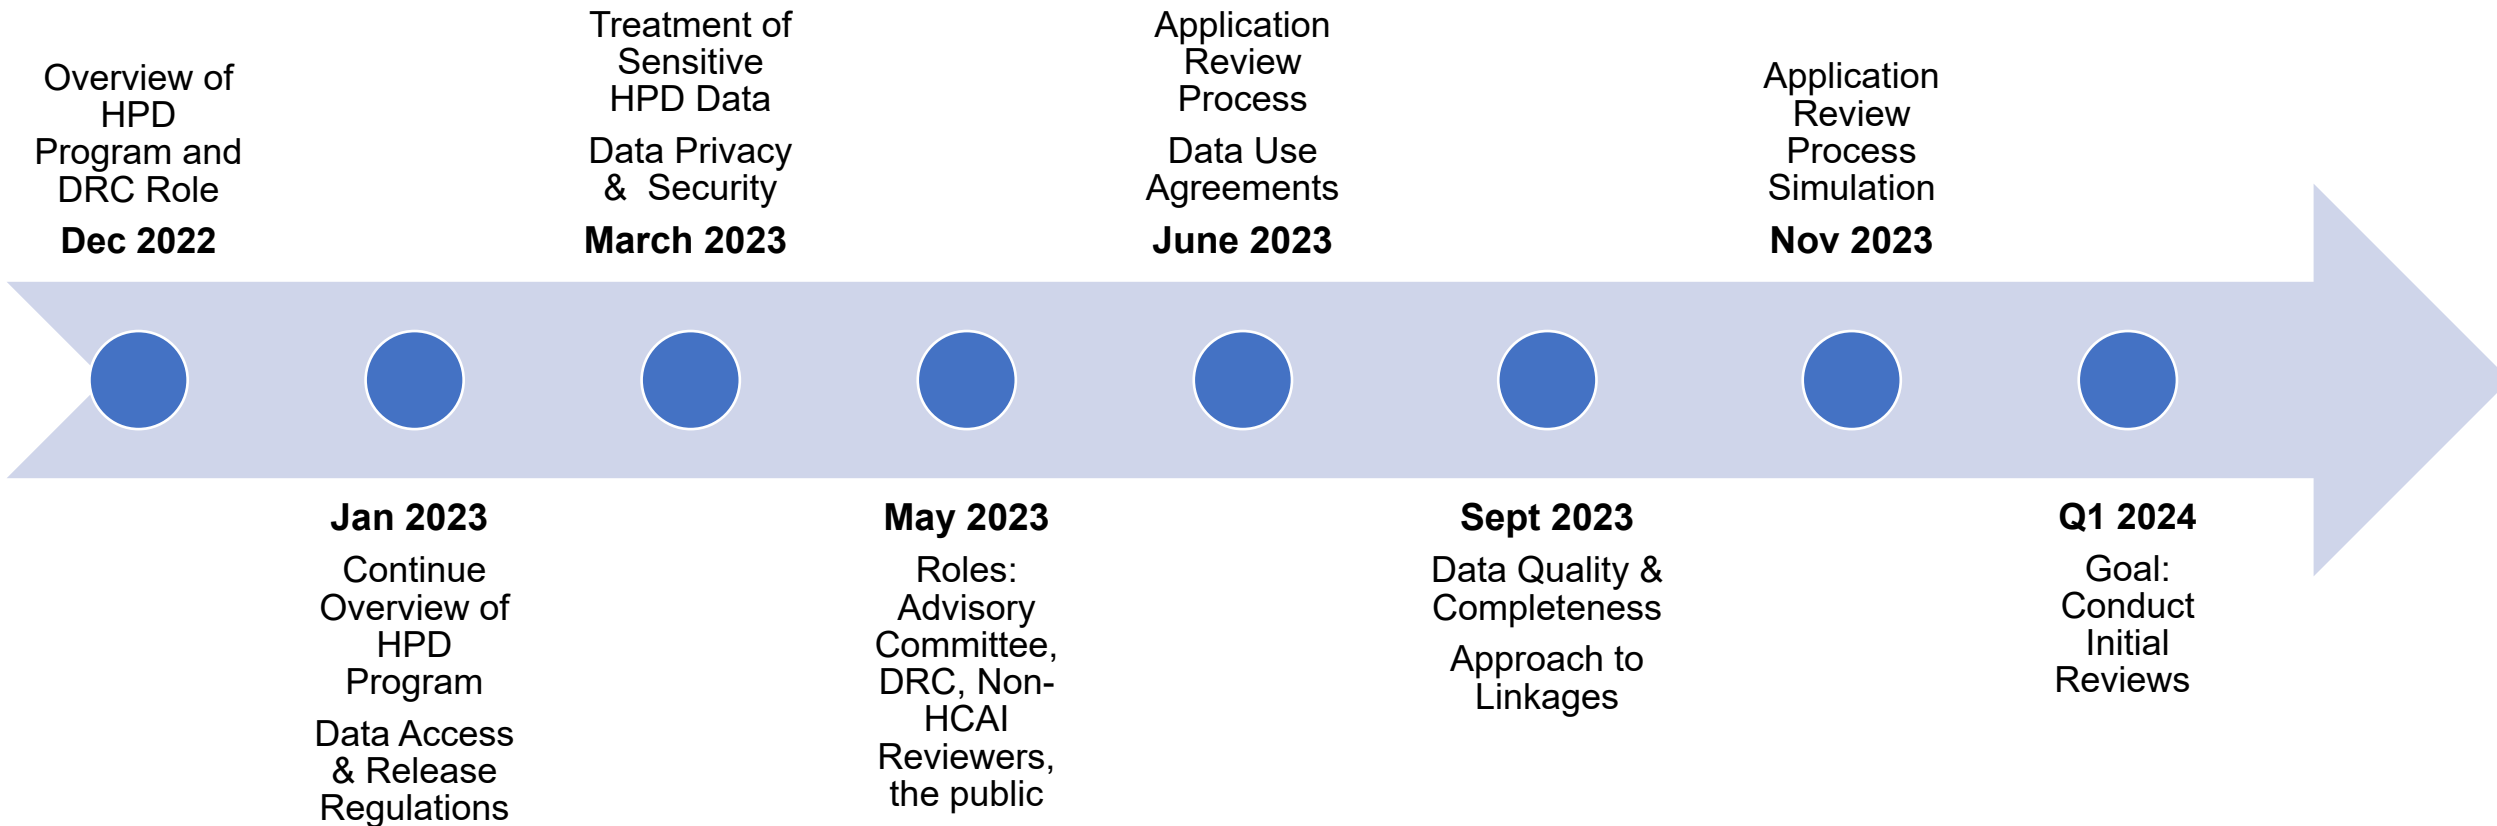 Overview of
HPD
Program and
DRC Role
Dec 2022
Jan 2023
Continue
Overview of
HPD
Program
Data Access
& Release
Regulations
Treatment of
Sensitive
HPD Data
Data Privacy
&  Security
March 2023
May 2023
Roles:
Advisory
Committee,
DRC, Non-
HCAI
Reviewers,
the public
Application
Review
Process
Data Use
Agreements
June 2023
Sept 2023
Data Quality &
Completeness
Approach to
Linkages
Application
Review
Process
Simulation
Nov 2023
Q1 2024
Goal:
Conduct
Initial
Reviews